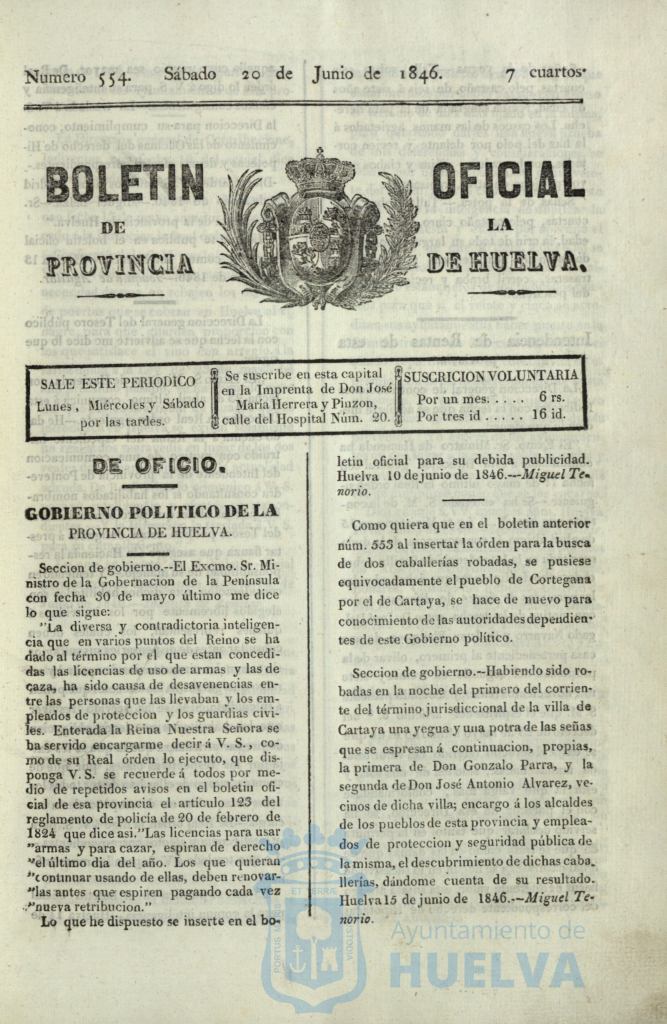 Numero 554. Sábado 20 de Junio de 1846. 7 cuartos.
BOLETIN OFICIAL
DE LA
PROVINCIA DE HUELVA.
SALE ESTE PERIODICO
Lunes, Miércoles y Sábado
por las tardes.
Se suscribe en esta capital
en la Imprenta de Don José
María Herrera y Pinzon,
calle del Hospital Núm. 20.
SUSCRICION VOLUNTARIA
Por un mes. . . . . 6 rs.
Por tres id . . . . . 16 id.
DE OFICIO.
GOBIERNO POLITICO DE LA
PROVINCIA DE HUELVA.
Seccion de gobierno.--El Excmo. Sr. Mi-
nistro de la Gobernacion de la Península
con fecha 30 de mayo último me dice
lo que sigue:
"La diversa y contradictoria inteligen-
cia que en varios puntos del Reino se ha
dado al término por el que estan concedi-
das las licencias de uso de armas y las de
caza, ha sido causa de desavenencias en-
tre las personas que las llevaban y los em-
pleados de proteccion y los guardias civi-
les. Enterada la Reina Nuestra Señora se
ha servido encargarme decir á V. S., co-
mo de su Real órden lo ejecuto, que dis-
ponga V. S. se recuerde á todos por me-
dio de repetidos avisos en el boletin ofi-
cial de esa provincia el artículo 123 del
reglamento de policía de 20 de febrero de
1824 que dice asi."Las licencias para usar
"armas y para cazar, espiran de derecho
"el último dia del año. Los que quieran
"continuar usando de ellas, deben renovar-
"las antes que espiren pagando cada vez
"nueva retribucion."
Lo que he dispuesto se inserte en el bo-
letin oficial para su debida publicidad.
Huelva 10 de junio de 1846.--Miguel Te-
norio.
Como quiera que en el boletin anterior
núm. 553 al insertar la órden para la busca
de dos caballerías robadas, se pusiese
equivocadamente el pueblo de Cortegana
por el de Cartaya, se hace de nuevo para
conocimiento de las autoridades dependien-
tes de este Gobierno político.
Seccion de gobierno.--Habiendo sido ro-
badas en la noche del primero del corrien-
te del término jurisdiccional de la villa de
Cartaya una yegua y una potra de las señas
que se espresan á continuacion, propias,
la primera de Don Gonzalo Parra, y la
segunda de Don José Antonio Alvarez, ve-
cinos de dicha villa; encargo á los alcaldes
de los pueblos de esta provincia y emplea-
dos de proteccion y seguridad pública de
la misma, el descubrimiento de dichas caba-
llerías, dándome cuenta de su resultado.
Huelva 15 de junio de 1846.--Miguel Te-
norio.
Ayuntamiento de
HUELVA